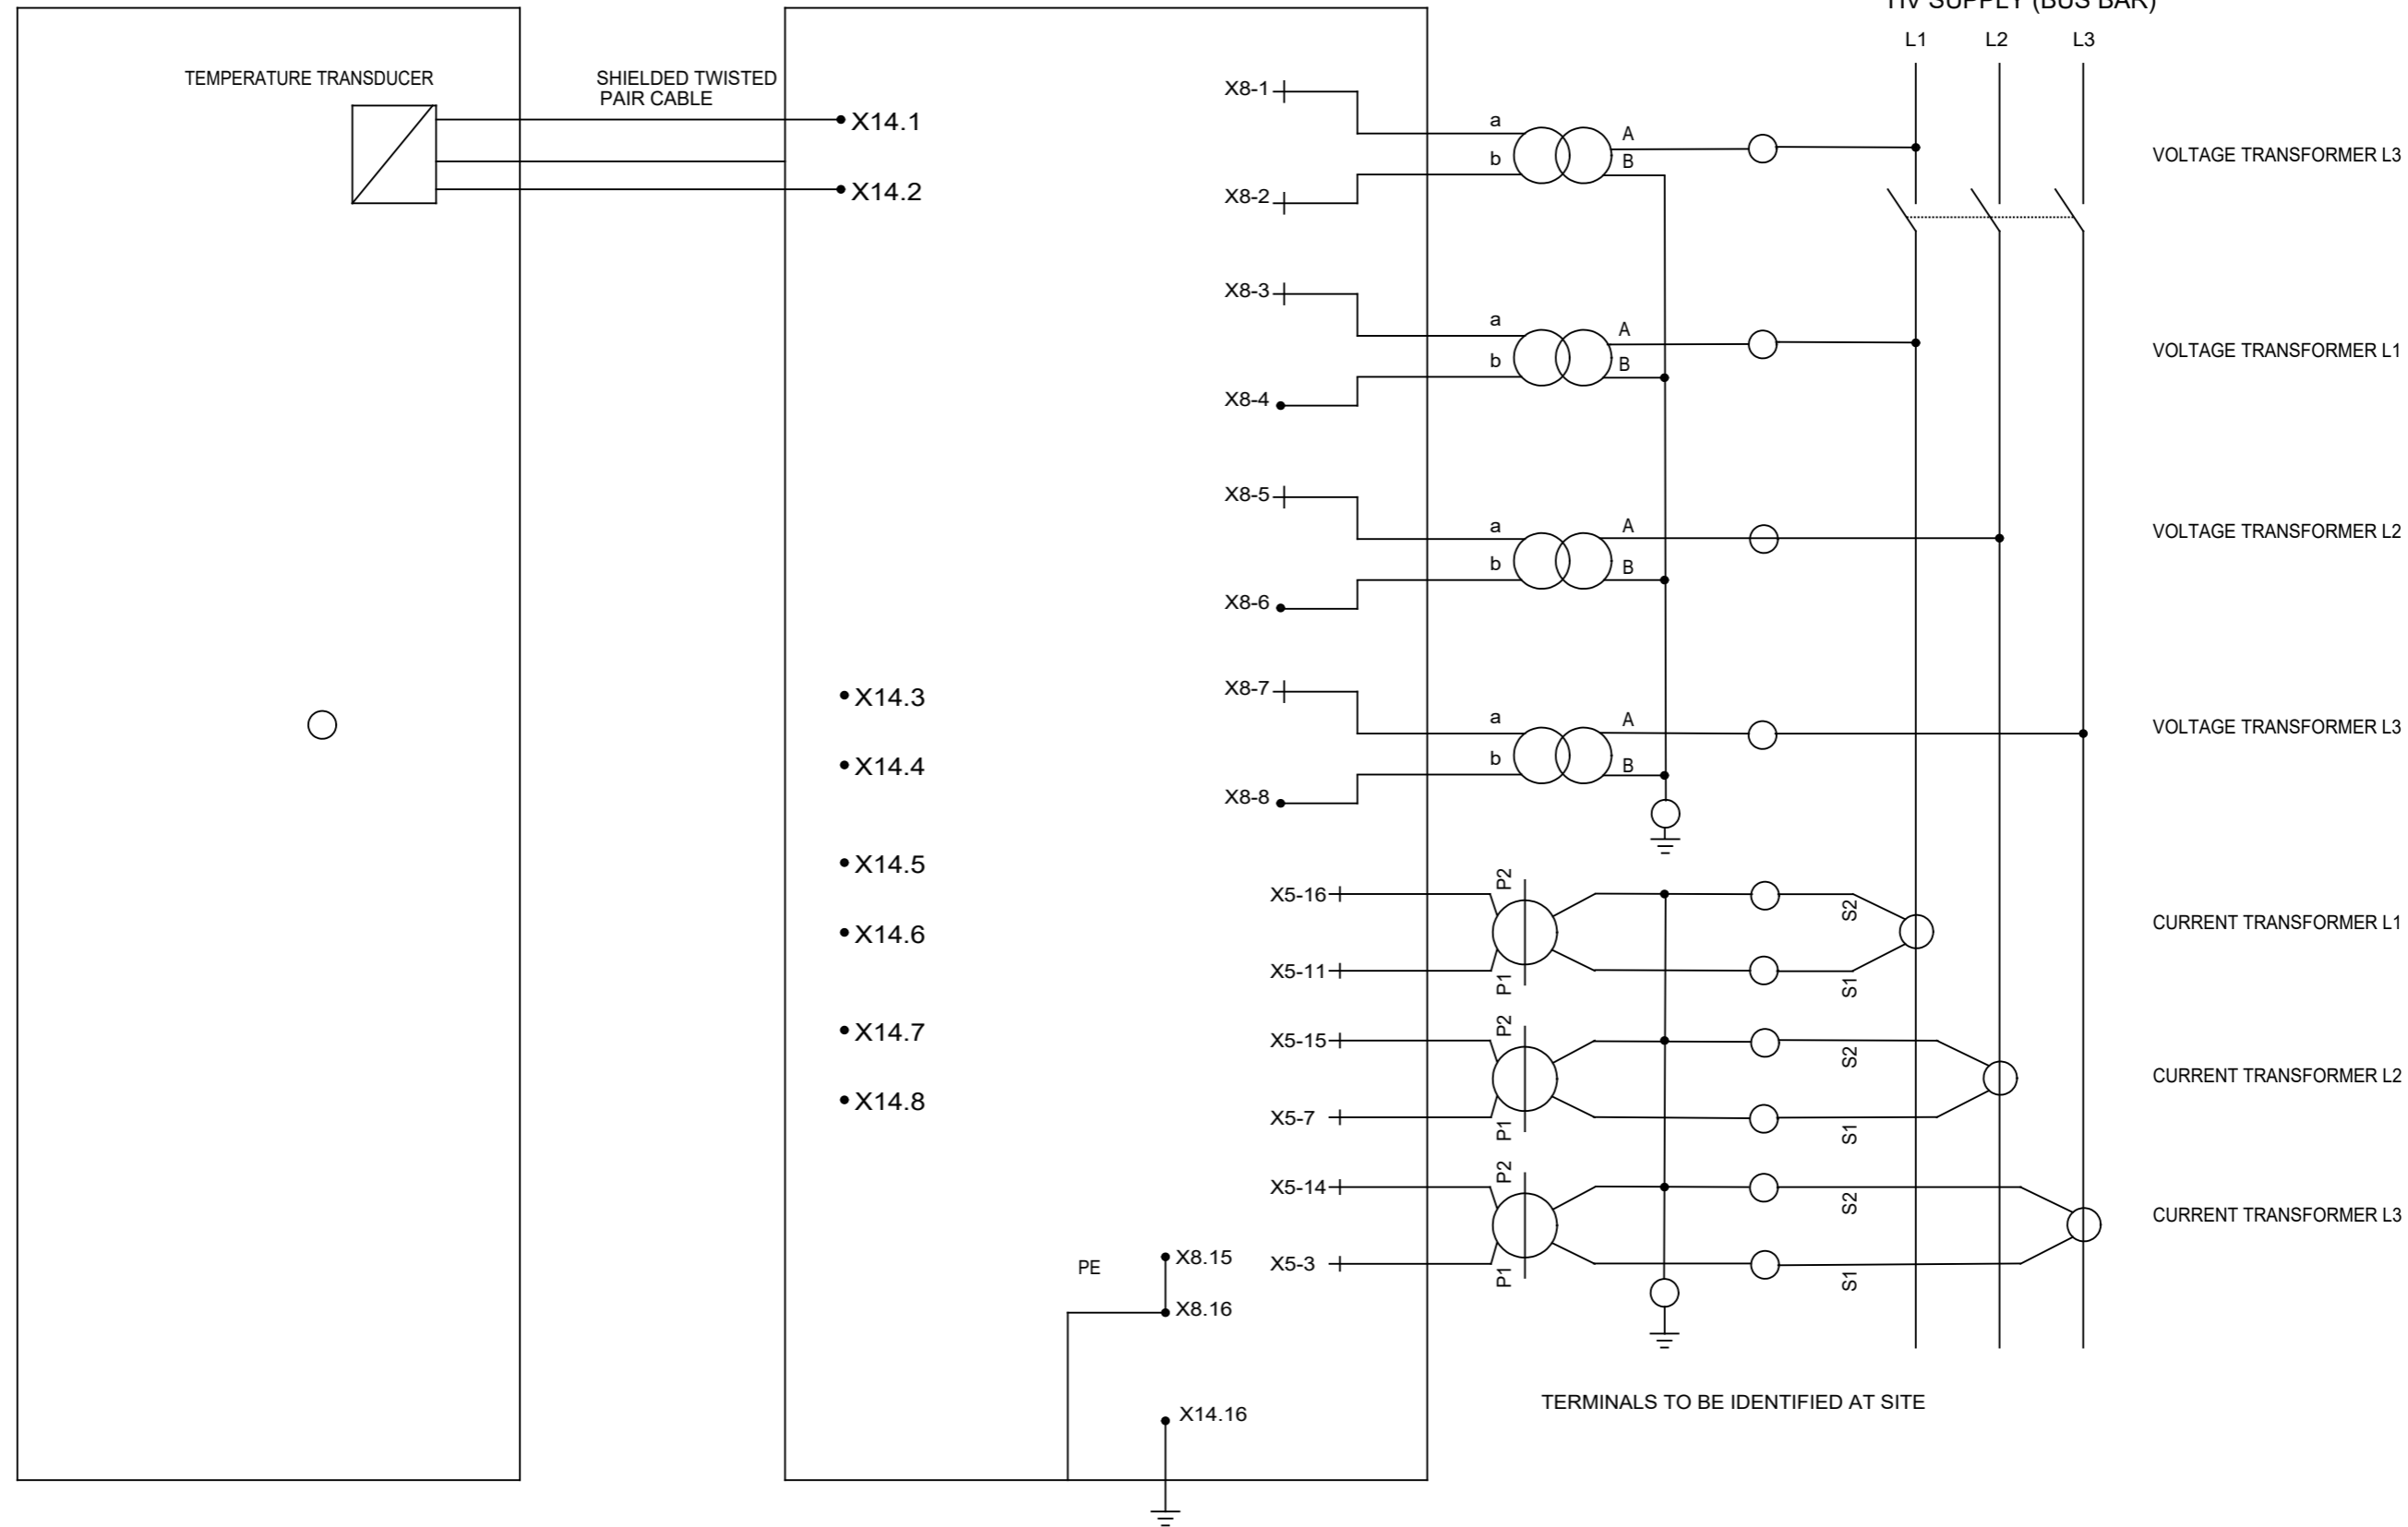 HV SUPPLY (BUS BAR)
L1 L2 L3
TEMPERATURE TRANSDUCER
SHIELDED TWISTED
PAIR CABLE
X14.1
X14.2
X14.3
X14.4
X14.5
X14.6
X14.7
X14.8
PE
X8.15
X8.16
X14.16
X8-1
a
A
VOLTAGE TRANSFORMER L3
b
B
X8-2
X8-3
a
A
VOLTAGE TRANSFORMER L1
b
B
X8-4
X8-5
a
A
VOLTAGE TRANSFORMER L2
b
B
X8-6
X8-7
a
A
VOLTAGE TRANSFORMER L3
b
B
X8-8
X5-16
P2
S2
CURRENT TRANSFORMER L1
X5-11
P1
S1
X5-15
P2
S2
CURRENT TRANSFORMER L2
X5-7
P1
S1
X5-14
P2
S2
CURRENT TRANSFORMER L3
X5-3
P1
S1
TERMINALS TO BE IDENTIFIED AT SITE